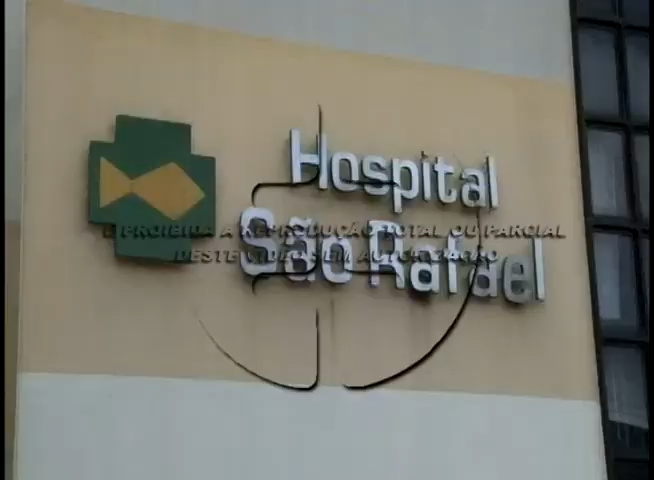 Hospital
São Rafael
É PROIBIDA A REPRODUÇÃO TOTAL OU PARCIAL
DESTE VÍDEO SEM AUTORIZAÇÃO